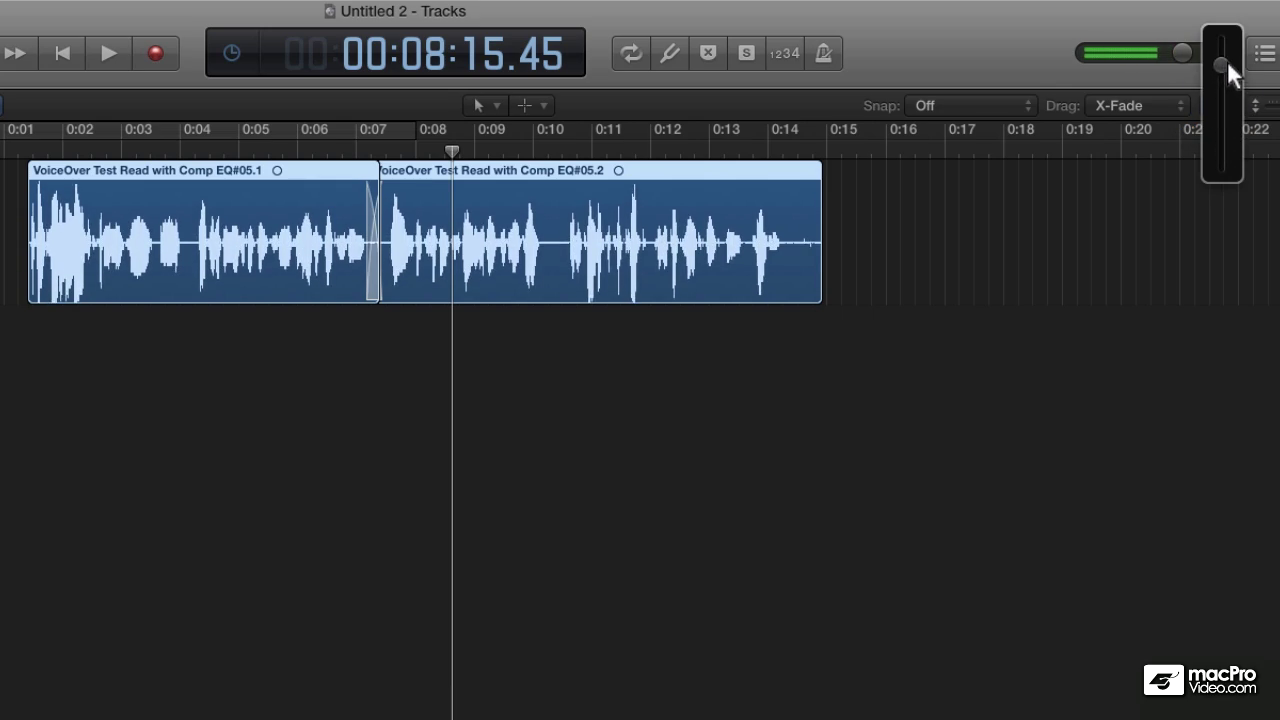 Untitled 2 - Tracks
00:08:15.45
S
1234
Snap: Off
Drag: X-Fade
0:01 0:02 0:03 0:04 0:05 0:06 0:07 0:08 0:09 0:10 0:11 0:12 0:13 0:14 0:15 0:16 0:17 0:18 0:19 0:20 0:22
VoiceOver Test Read with Comp EQ#05.1
oiceOver Test Read with Comp EQ#05.2
macPro
Video.com